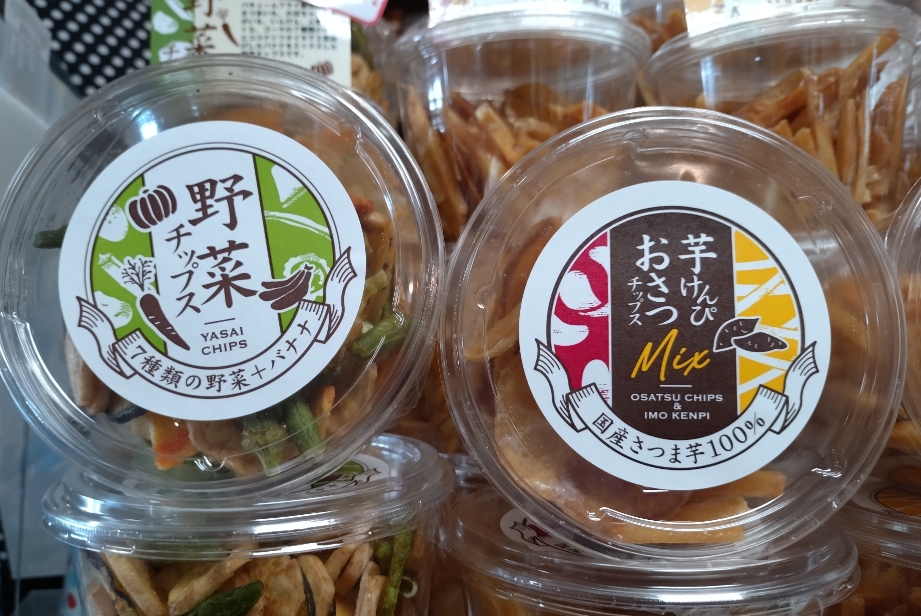 野菜
チップス
YASAI
CHIPS
7種類の野菜+バナナ
芋けんぴ
おさつ
チップス
Mix
OSATSU CHIPS
&
IMO KENPI
国産さつま芋100%